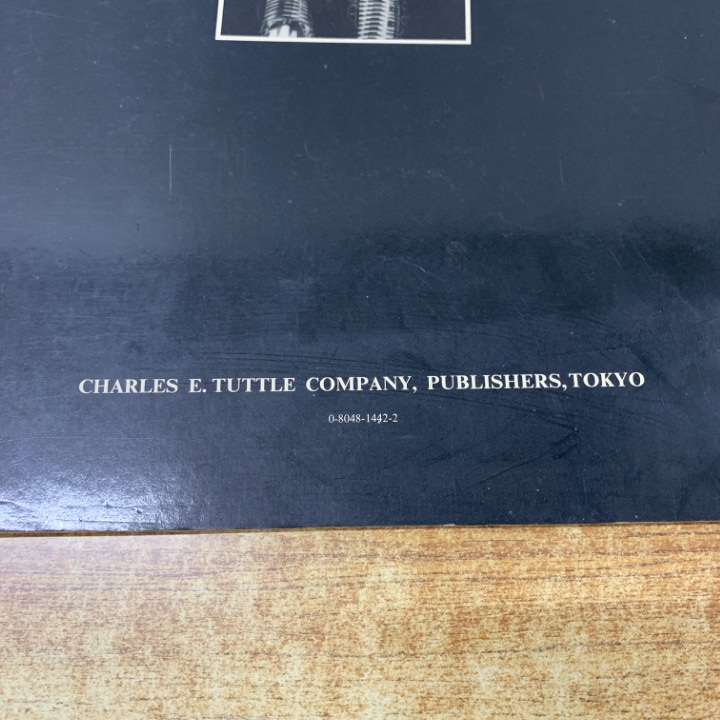 CHARLES E. TUTTLE COMPANY, PUBLISHERS, TOKYO
0-8048-1442-2